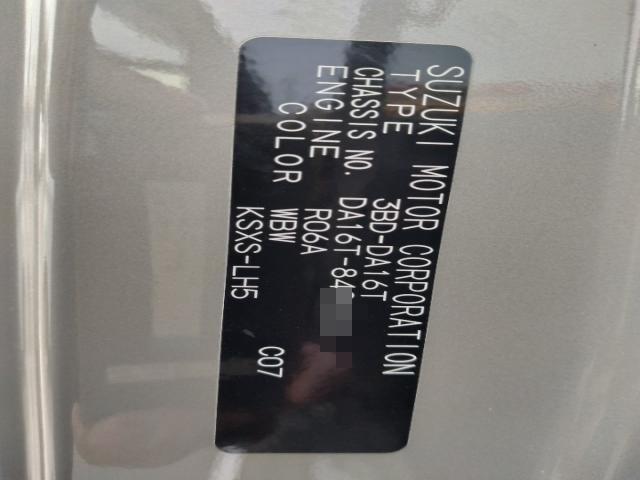 SUZUKI MOTOR CORPORATION
TYPE 3BD-DA16T
CHASSIS NO. DA16T-84
ENGINE R06A
COLOR WBW C07
KSXS-LH5